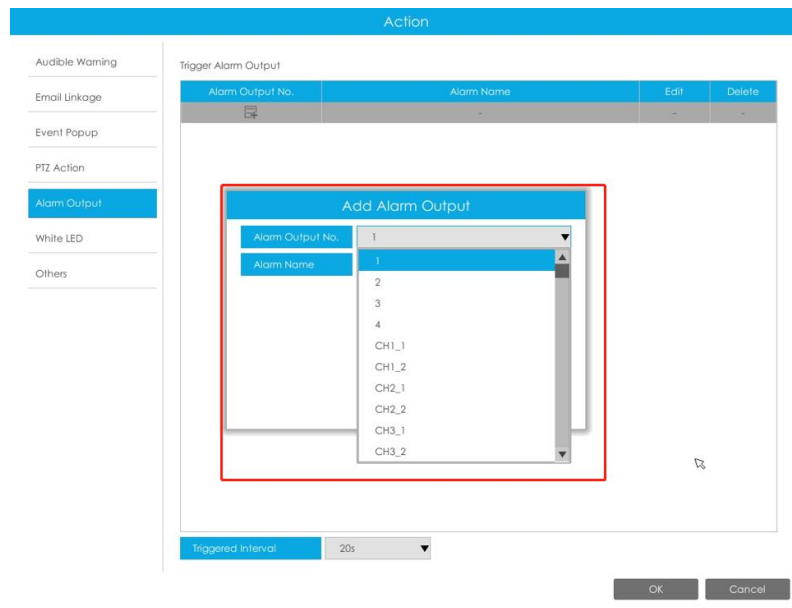 Action
Audible Warning
Email Linkage
Event Popup
PTZ Action
Alarm Output
White LED
Others
Trigger Alarm Output
Alarm Output No. Alarm Name Edit Delete
- - -
Add Alarm Output
Alarm Output No. 1
Alarm Name
1
2
3
4
CH1_1
CH1_2
CH2_1
CH2_2
CH3_1
CH3_2
Triggered Interval 20s
OK Cancel